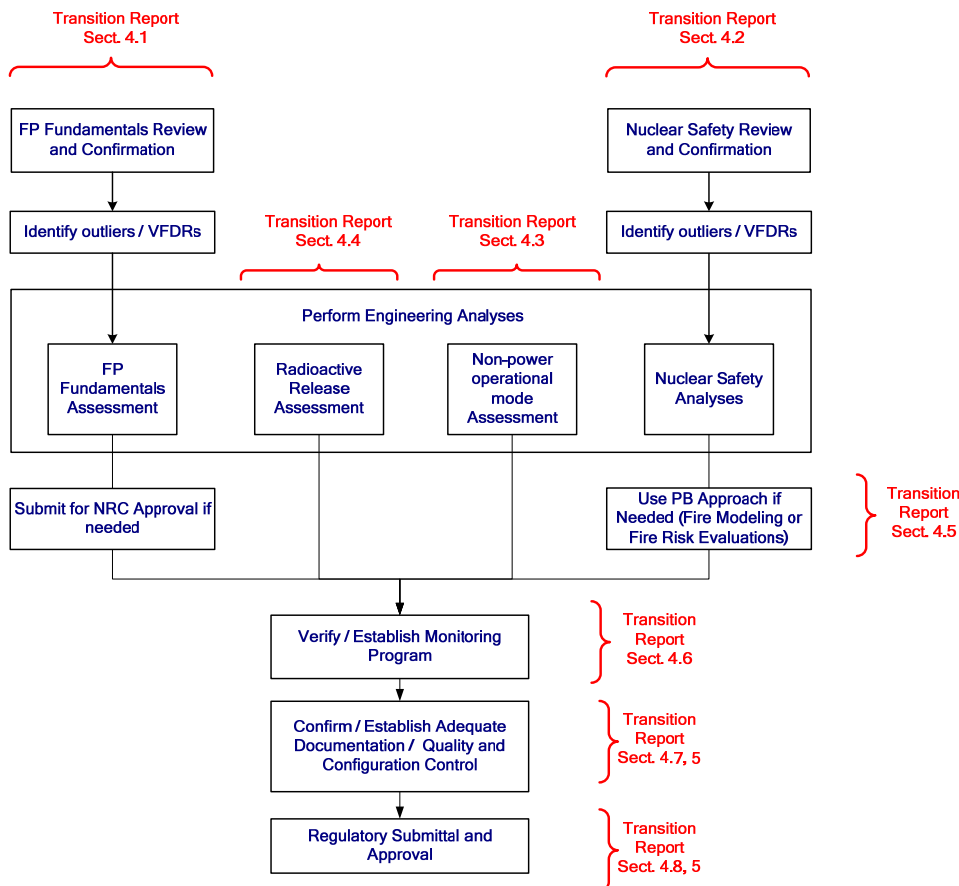 Transition Report
Sect. 4.1
Transition Report
Sect. 4.2
FP Fundamentals Review
and Confirmation
Nuclear Safety Review
and Confirmation
Identify outliers / VFDRs
Transition Report
Sect. 4.4
Transition Report
Sect. 4.3
Identify outliers / VFDRs
Perform Engineering Analyses
FP
Fundamentals
Assessment
Radioactive
Release
Assessment
Non-power
operational
mode
Assessment
Nuclear Safety
Analyses
Submit for NRC Approval if
needed
Use PB Approach if
Needed (Fire Modeling or
Fire Risk Evaluations)
Transition
Report
Sect. 4.5
Verify / Establish Monitoring
Program
Transition
Report
Sect. 4.6
Confirm / Establish Adequate
Documentation / Quality and
Configuration Control
Transition
Report
Sect. 4.7, 5
Regulatory Submittal and
Approval
Transition
Report
Sect. 4.8, 5